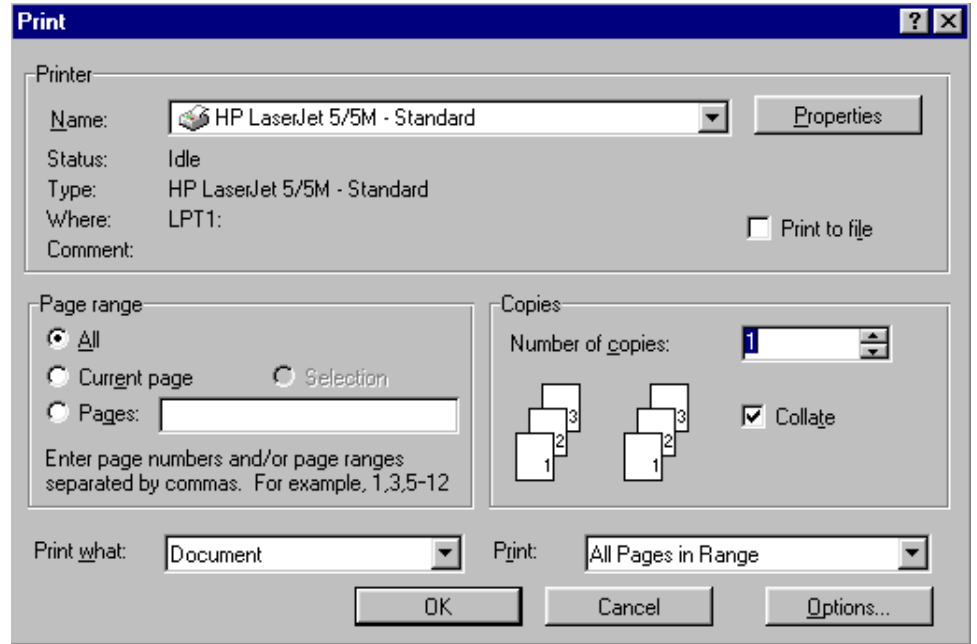 Print
Printer
Name: HP LaserJet 5/5M - Standard Properties
Status: Idle
Type: HP LaserJet 5/5M - Standard
Where: LPT1: Print to file
Comment:
Page range
All
Current page Selection
Pages:
Enter page numbers and/or page ranges
separated by commas. For example, 1,3,5-12
Copies
Number of copies: 1
1 2 3 1 2 3
Collate
Print what: Document Print: All Pages in Range
OK Cancel Options...